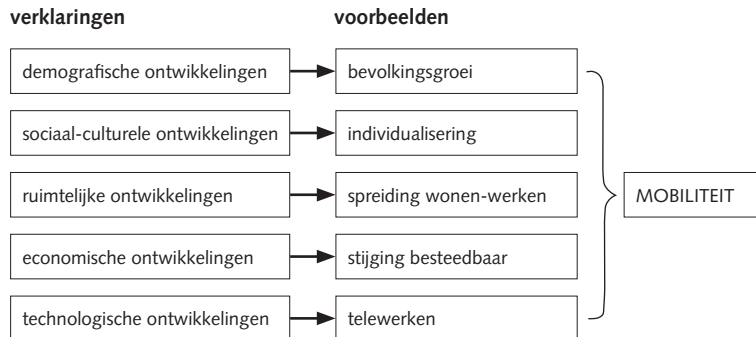 verklaringen voorbeelden
demografische ontwikkelingen bevolkingsgroei
sociaal-culturele ontwikkelingen individualisering
ruimtelijke ontwikkelingen spreiding wonen-werken
MOBILITEIT
economische ontwikkelingen stijging besteedbaar
technologische ontwikkelingen telewerken